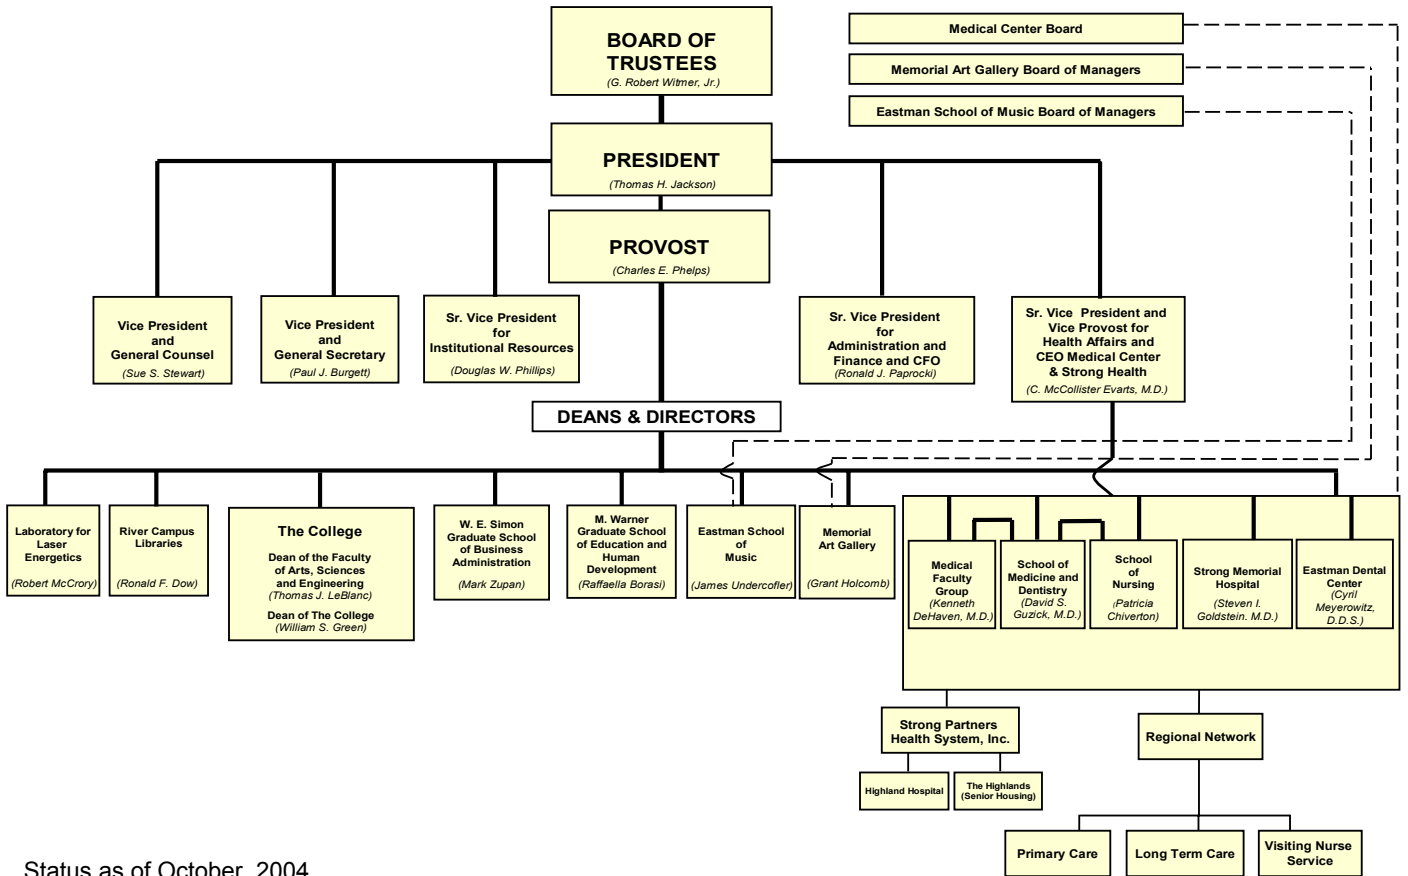 BOARD OF
TRUSTEES
(G. Robert Witmer, Jr.)
Medical Center Board
Memorial Art Gallery Board of Managers
Eastman School of Music Board of Managers
PRESIDENT
(Thomas H. Jackson)
PROVOST
(Charles E. Phelps)
Vice President
and
General Counsel
(Sue S. Stewart)
Vice President
and
General Secretary
(Paul J. Burgett)
Sr. Vice President
for
Institutional Resources
(Douglas W. Phillips)
Sr. Vice President
for
Administration and
Finance and CFO
(Ronald J. Paprocki)
Sr. Vice President and
Vice Provost for
Health Affairs and
CEO Medical Center
& Strong Health
(C. McCollister Evarts, M.D.)
DEANS & DIRECTORS
Laboratory for
Laser
Energetics
(Robert McCrory)
River Campus
Libraries
(Ronald F. Dow)
The College
Dean of the Faculty
of Arts, Sciences
and Engineering
(Thomas J. LeBlanc)
Dean of The College
(William S. Green)
W. E. Simon
Graduate School
of Business
Administration
(Mark Zupan)
M. Warner
Graduate School
of Education and
Human
Development
(Raffaella Borasi)
Eastman School
of
Music
(James Undercofler)
Memorial
Art Gallery
(Grant Holcomb)
Medical
Faculty
Group
(Kenneth
DeHaven, M.D.)
School of
Medicine and
Dentistry
(David S.
Guzick, M.D.)
School
of
Nursing
(Patricia
Chiverton)
Strong Memorial
Hospital
(Steven I.
Goldstein. M.D.)
Eastman Dental
Center
(Cyril
Meyerowitz,
D.D.S.)
Strong Partners
Health System, Inc.
Regional Network
Highland Hospital
The Highlands
(Senior Housing)
Primary Care
Long Term Care
Visiting Nurse
Service
Status as of October, 2004